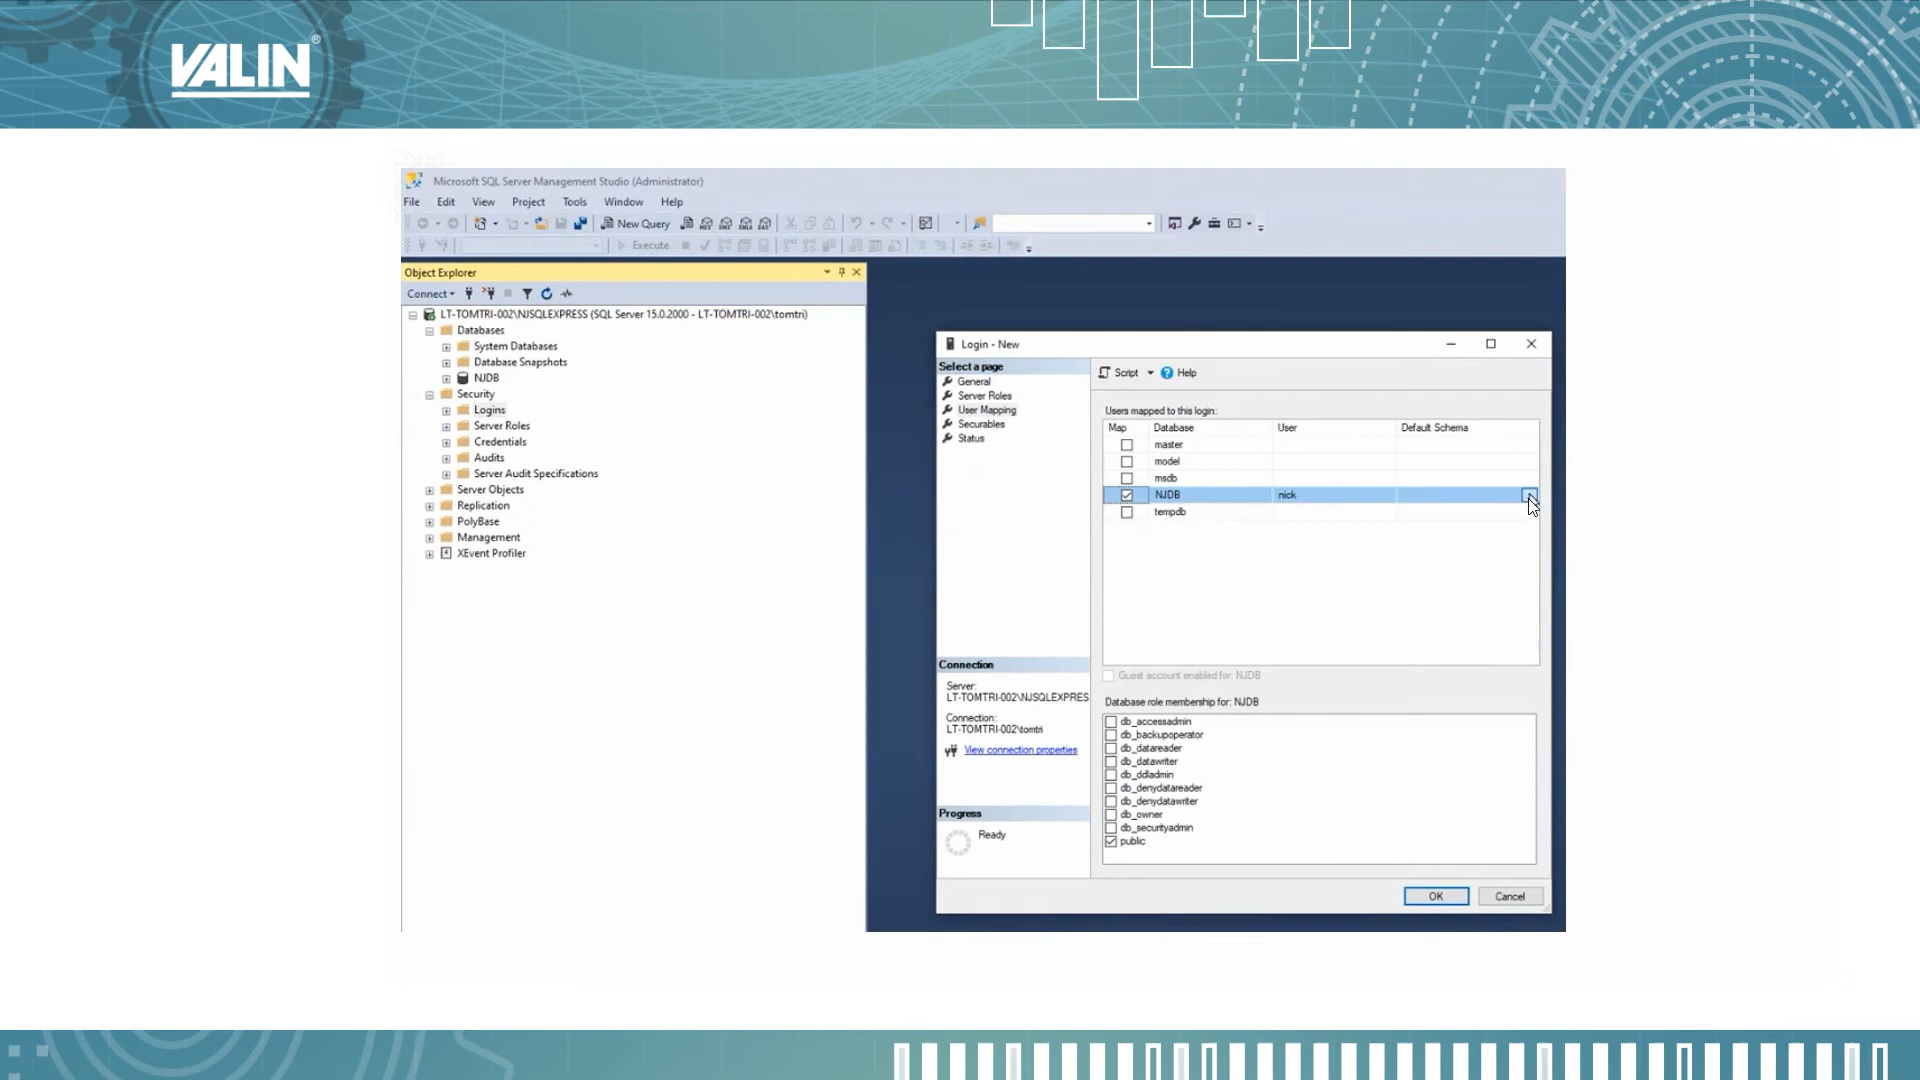 VALIN®
Microsoft SQL Server Management Studio (Administrator)
File Edit View Project Tools Window Help
New Query
Execute
Object Explorer
Connect
LT-TOMTRI-002\NJSQLEXPRESS (SQL Server 15.0.2000 - LT-TOMTRI-002\tomtri)
Databases
System Databases
Database Snapshots
NJDB
Security
Logins
Server Roles
Credentials
Audits
Server Audit Specifications
Server Objects
Replication
PolyBase
Management
XEvent Profiler
Login - New
Select a page
General
Server Roles
User Mapping
Securables
Status
Connection
Server:
LT-TOMTRI-002\NJSQLEXPRES
Connection:
LT-TOMTRI-002\tomtri
View connection properties
Progress
Ready
Script Help
Users mapped to this login:
Map Database User Default Schema
master
model
msdb
NJDB nick
tempdb
Guest account enabled for: NJDB
Database role membership for: NJDB
db_accessadmin
db_backupoperator
db_datareader
db_datawriter
db_ddladmin
db_denydatareader
db_denydatawriter
db_owner
db_securityadmin
public
OK Cancel